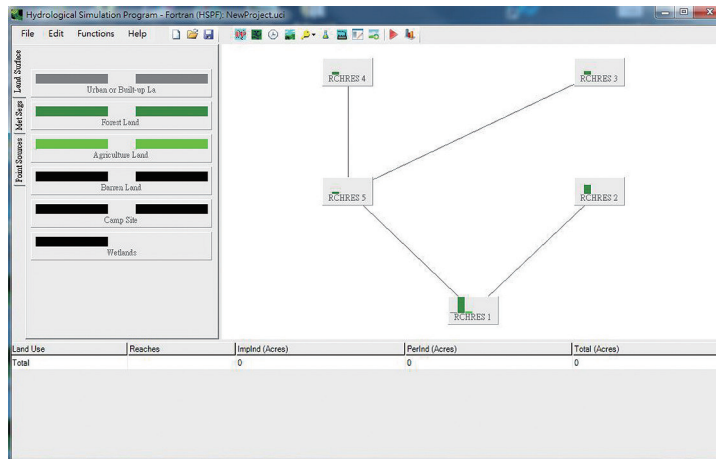 Hydrological Simulation Program - Fortran (HSPF): NewProject.uci
File Edit Functions Help
Land Surface
Met Segs
Point Sources
Urban or Built-up La
Forest Land
Agriculture Land
Barren Land
Camp Site
Wetlands
RCHRES 4
RCHRES 3
RCHRES 5
RCHRES 2
RCHRES 1
Land Use Reaches ImpInd (Acres) PerInd (Acres) Total (Acres)
Total 0 0 0